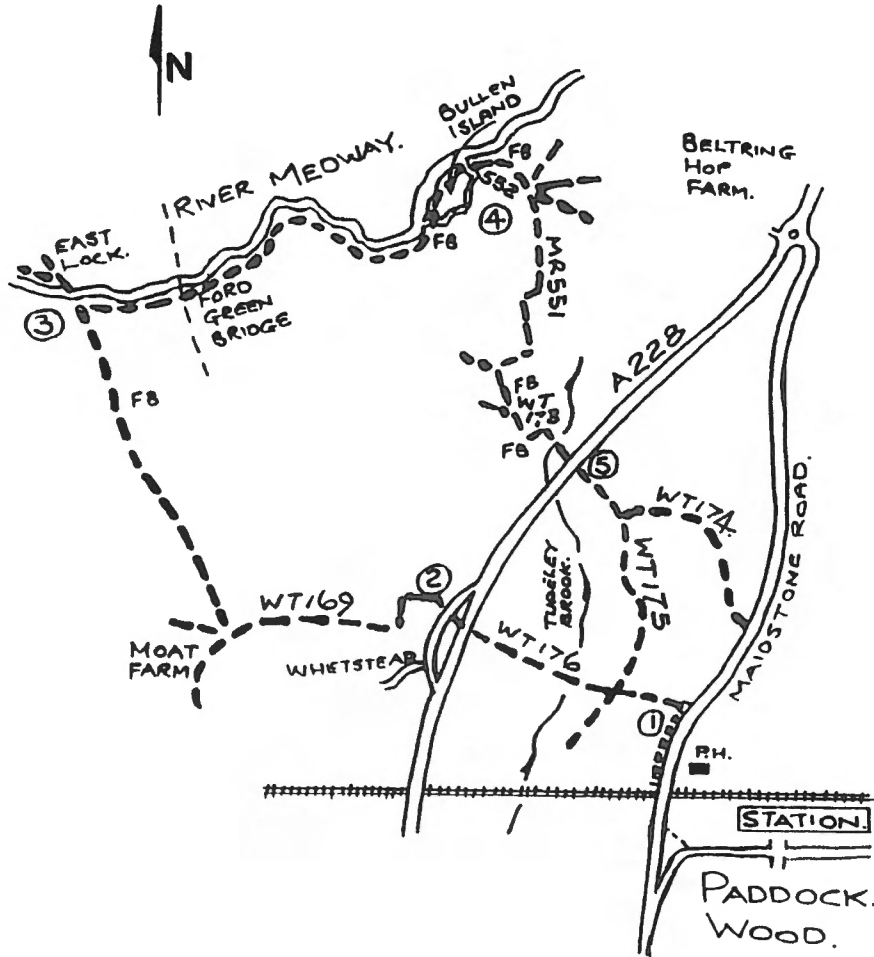 N
BULLEN
ISLAND
BELTRING
HOP
FARM.
RIVER MEDWAY.
FB
552
④
EAST
LOCK.
FB
MR551
③
FORD
GREEN
BRIDGE
A228
FB
FB
WT
178
FB
⑤
WT174
MAIDSTONE ROAD.
②
TUDELEY
BROOK.
WT175
WT169
WT176
MOAT
FARM
WHETSTEAD
①
P.H.
STATION.
PADDOCK.
WOOD.